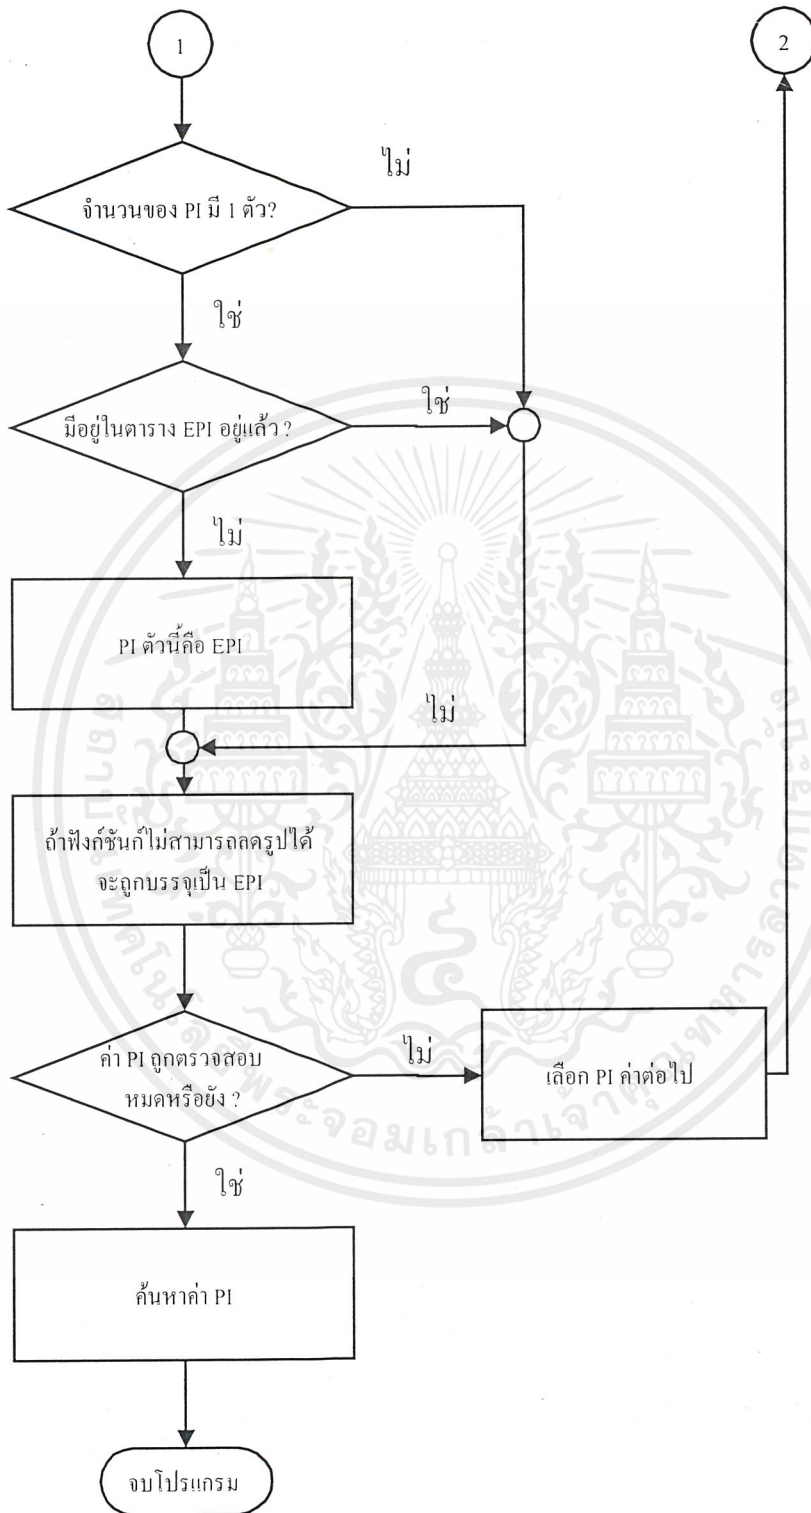 1
2
ไม่
จำนวนของ PI มี 1 ตัว?
ใช่
ใช่
มีอยู่ในตาราง EPI อยู่แล้ว ?
ไม่
PI ตัวนี้คือ EPI
ไม่
ถ้าฟังก์ชันก์ไม่สามารถลดรูปได้
จะถูกบรรจุเป็น EPI
ค่า PI ถูกตรวจสอบ
หมดหรือยัง ?
ไม่
เลือก PI ค่าต่อไป
ใช่
ค้นหาค่า PI
จบโปรแกรม